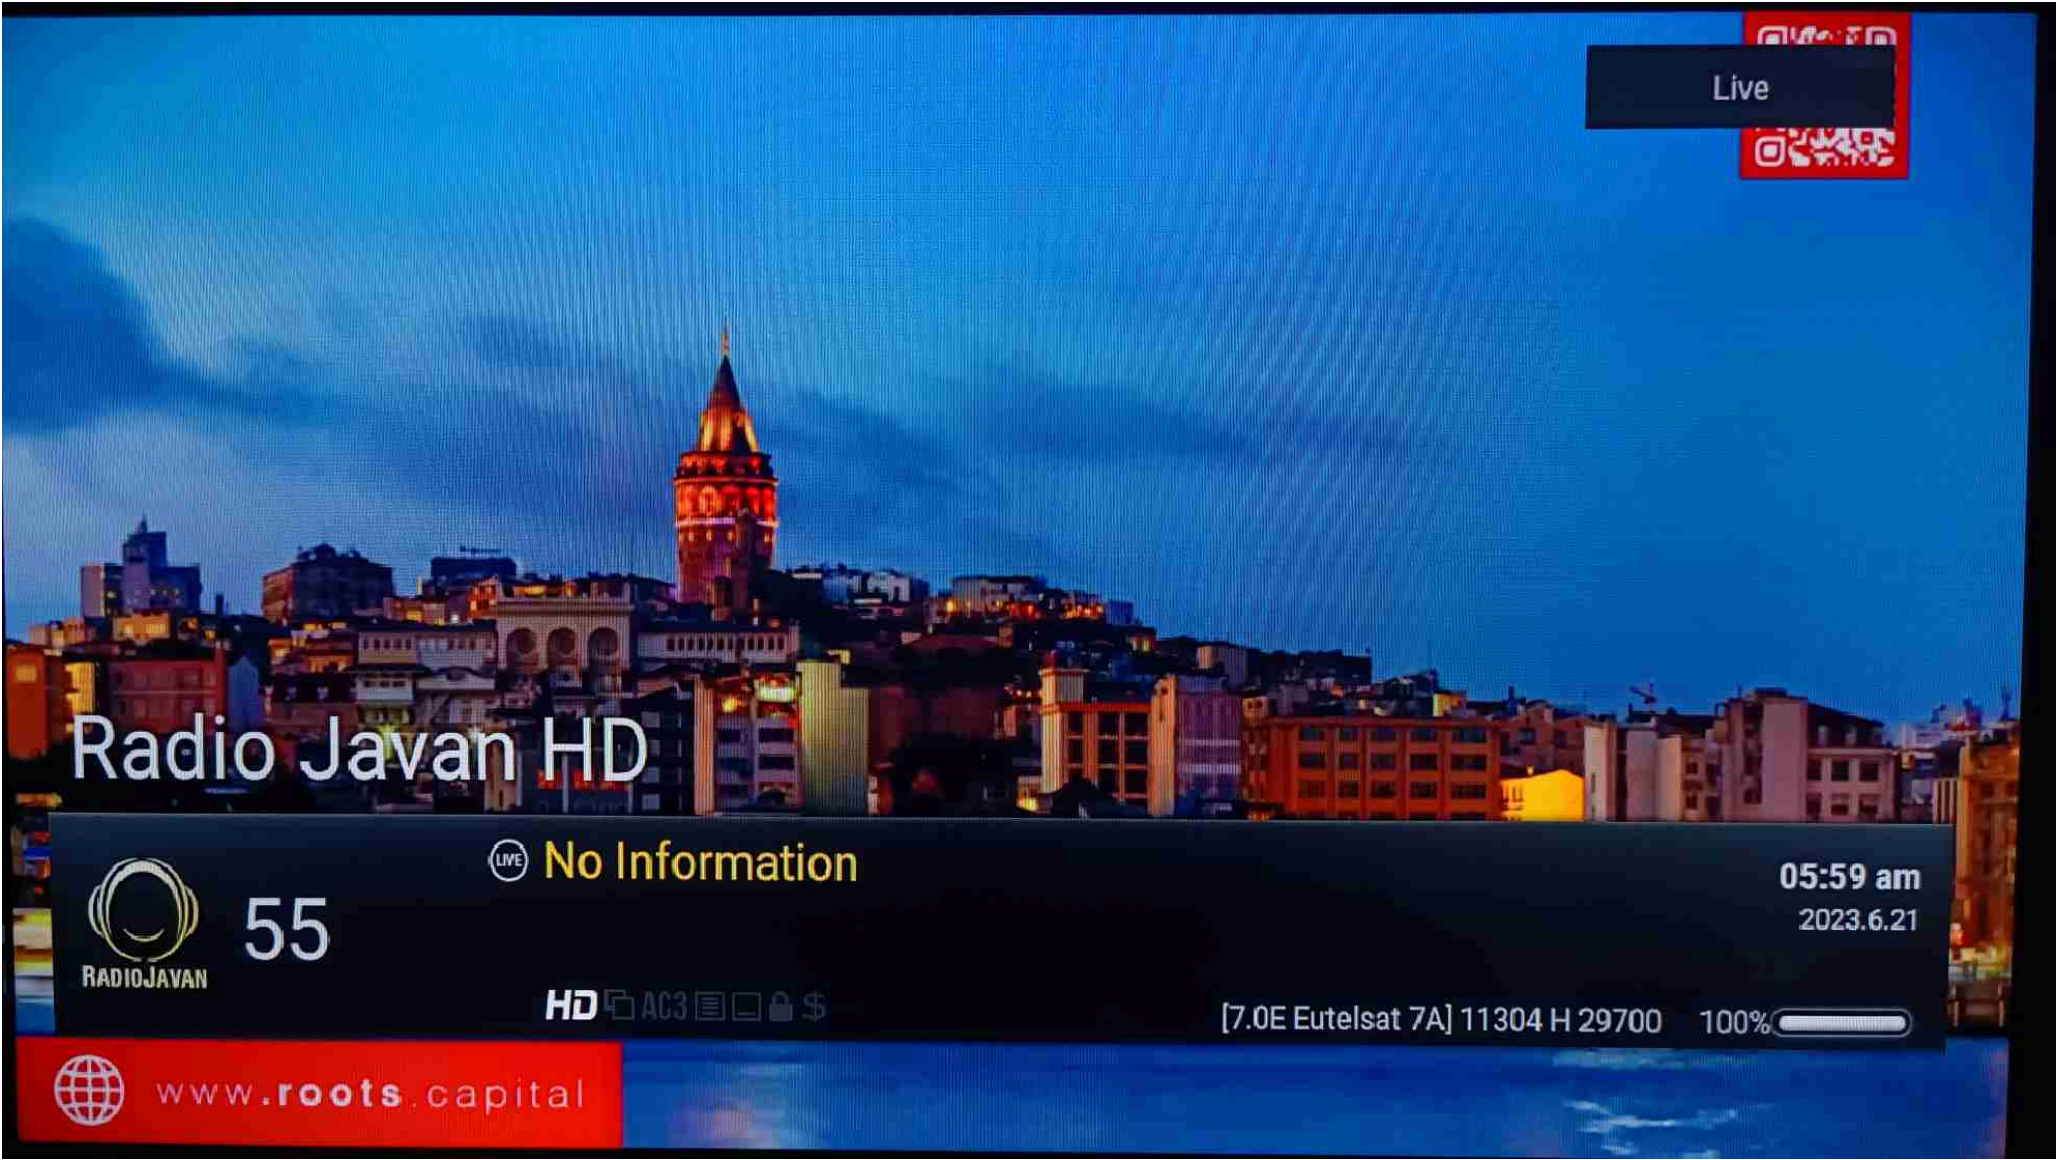 Live
Radio Javan HD
LIVE No Information
05:59 am
55
2023.6.21
RADIOJAVAN
HD AC3 $
[7.0E Eutelsat 7A] 11304 H 29700 100%
www.roots.capital